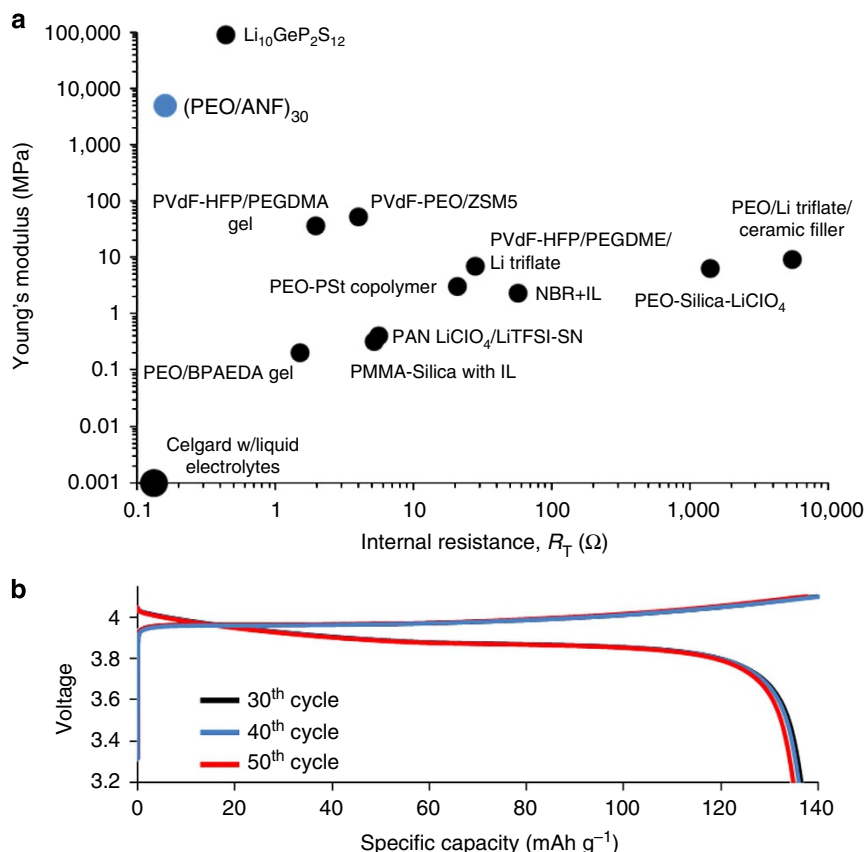 a
100,000
10,000
1,000
100
10
1
0.1
0.01
0.001
Young's modulus (MPa)
Li₁₀GeP₂S₁₂
(PEO/ANF)₃₀
PVdF-HFP/PEGDMA
gel
PVdF-PEO/ZSM5
PEO/Li triflate/
ceramic filler
PVdF-HFP/PEGDME/
Li triflate
PEO-PSt copolymer
NBR+IL
PEO-Silica-LiClO₄
PAN LiClO₄/LiTFSI-SN
PEO/BPAEDA gel
PMMA-Silica with IL
Celgard w/liquid
electrolytes
0.1 1 10 100 1,000 10,000
Internal resistance, R_T (Ω)
b
4
3.8
3.6
3.4
3.2
Voltage
30ᵗʰ cycle
40ᵗʰ cycle
50ᵗʰ cycle
0 20 40 60 80 100 120 140
Specific capacity (mAh g⁻¹)